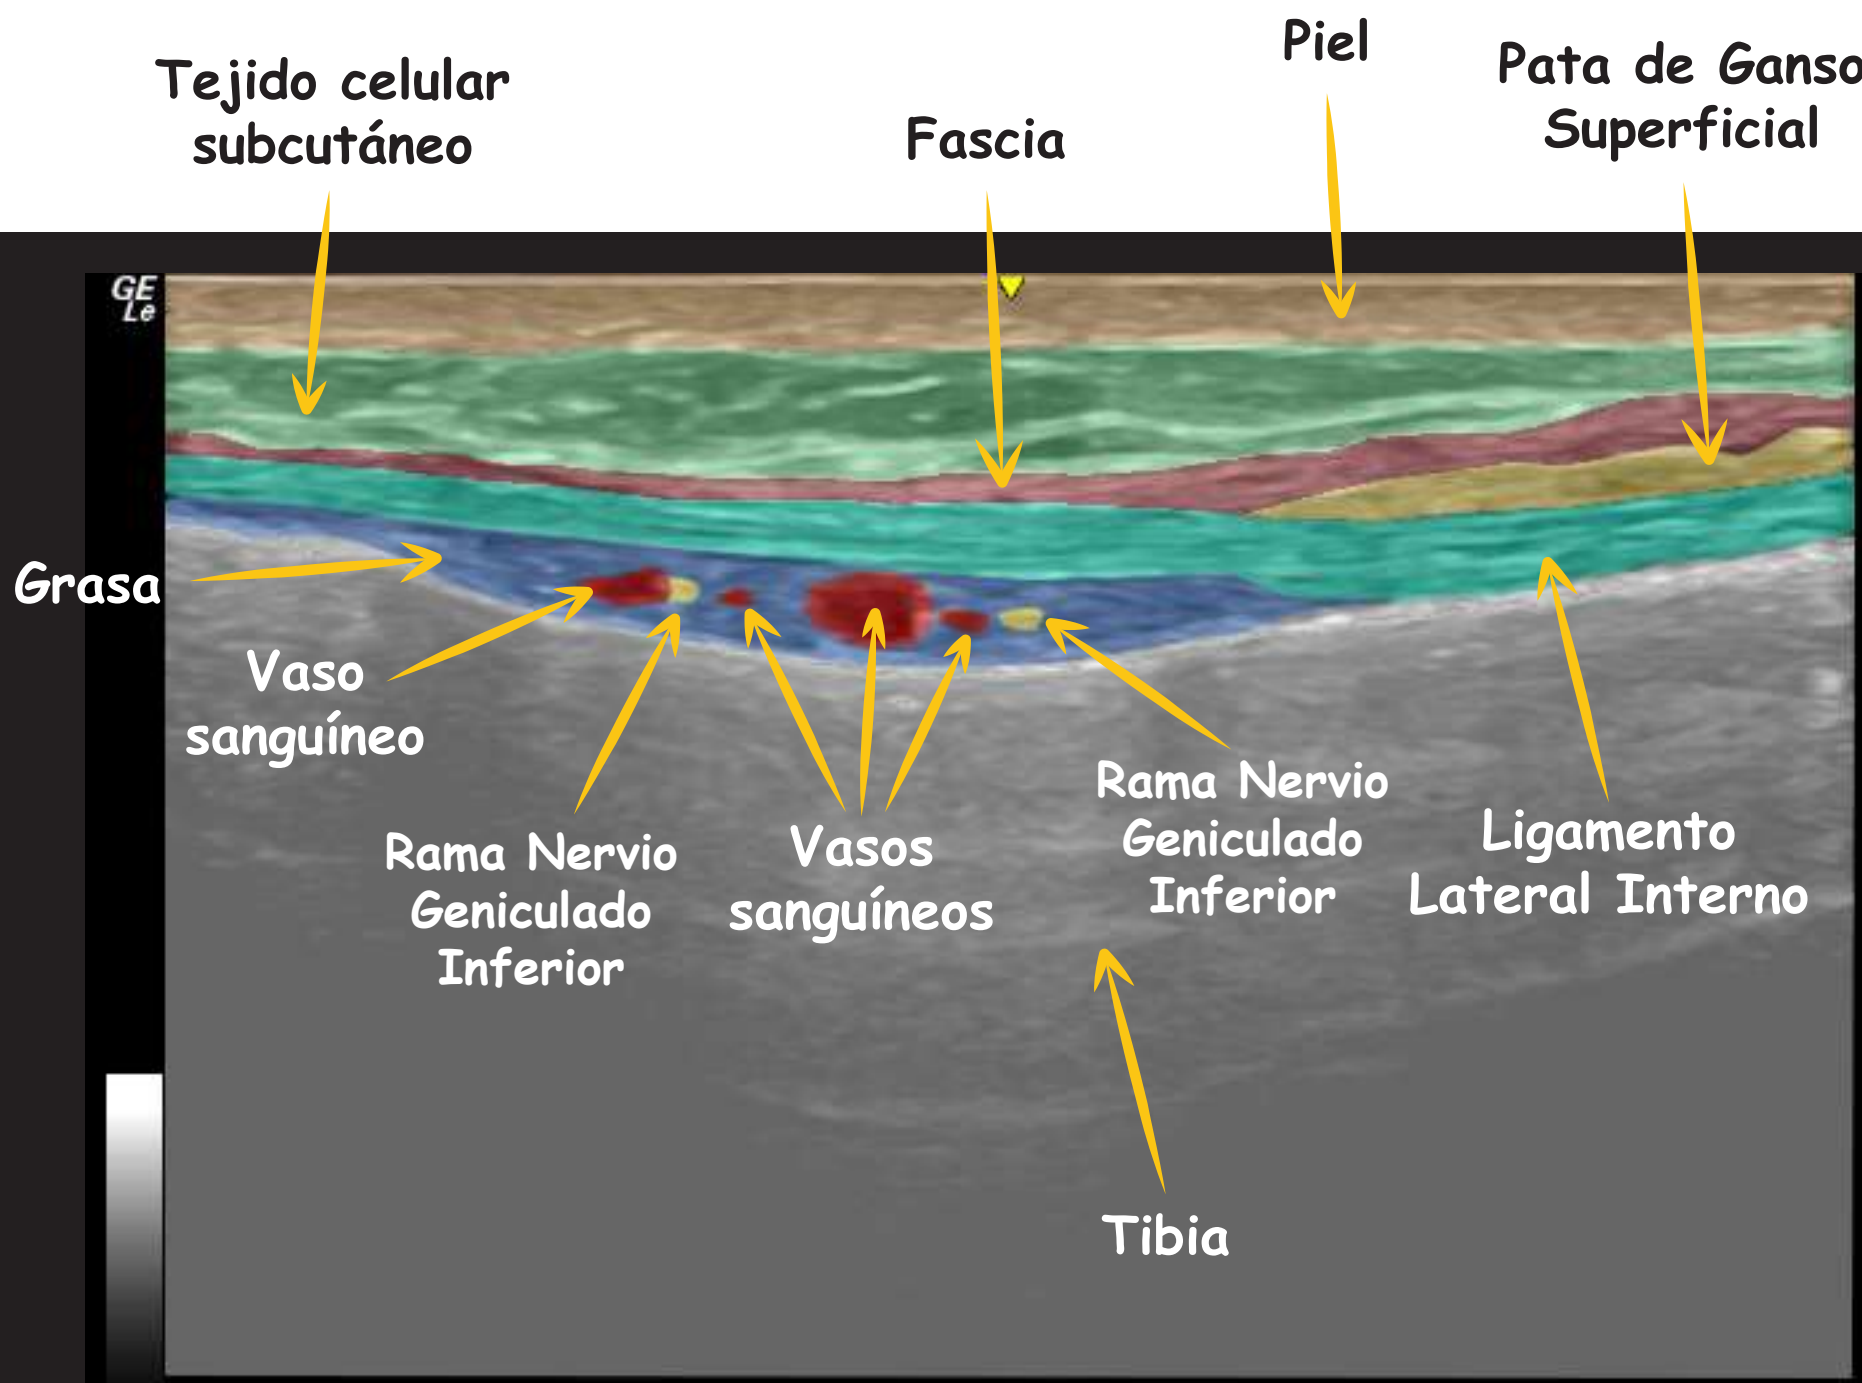 Piel
Tejido celular
subcutáneo
Fascia
Pata de Ganso
Superficial
GE
Le
Grasa
Vaso
sanguíneo
Rama Nervio
Geniculado
Inferior
Vasos
sanguíneos
Rama Nervio
Geniculado
Inferior
Ligamento
Lateral Interno
Tibia